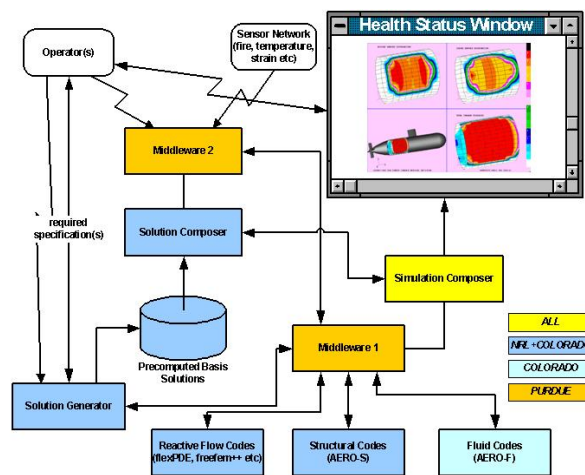 Health Status Window
Operator(s)
Sensor Network
(fire, temperature,
strain etc)
Middleware 2
required
specification(s)
Solution Composer
Simulation Composer
Precomputed Basis
Solutions
Middleware 1
Solution Generator
Reactive Flow Codes
(flexPDE, freefem++ etc)
Structural Codes
(AERO-S)
Fluid Codes
(AERO-F)
ALL
NRL+COLORADO
COLORADO
PURDUE